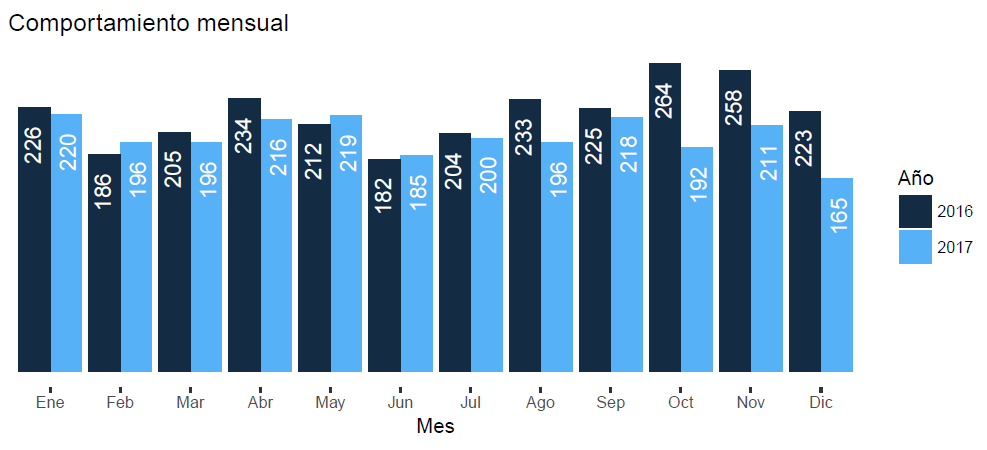 Comportamiento mensual
226
220
186
196
205
196
234
216
212
219
182
185
204
200
233
196
225
218
264
192
258
211
223
165
Ene
Feb
Mar
Abr
May
Jun
Jul
Ago
Sep
Oct
Nov
Dic
Mes
Año
2016
2017